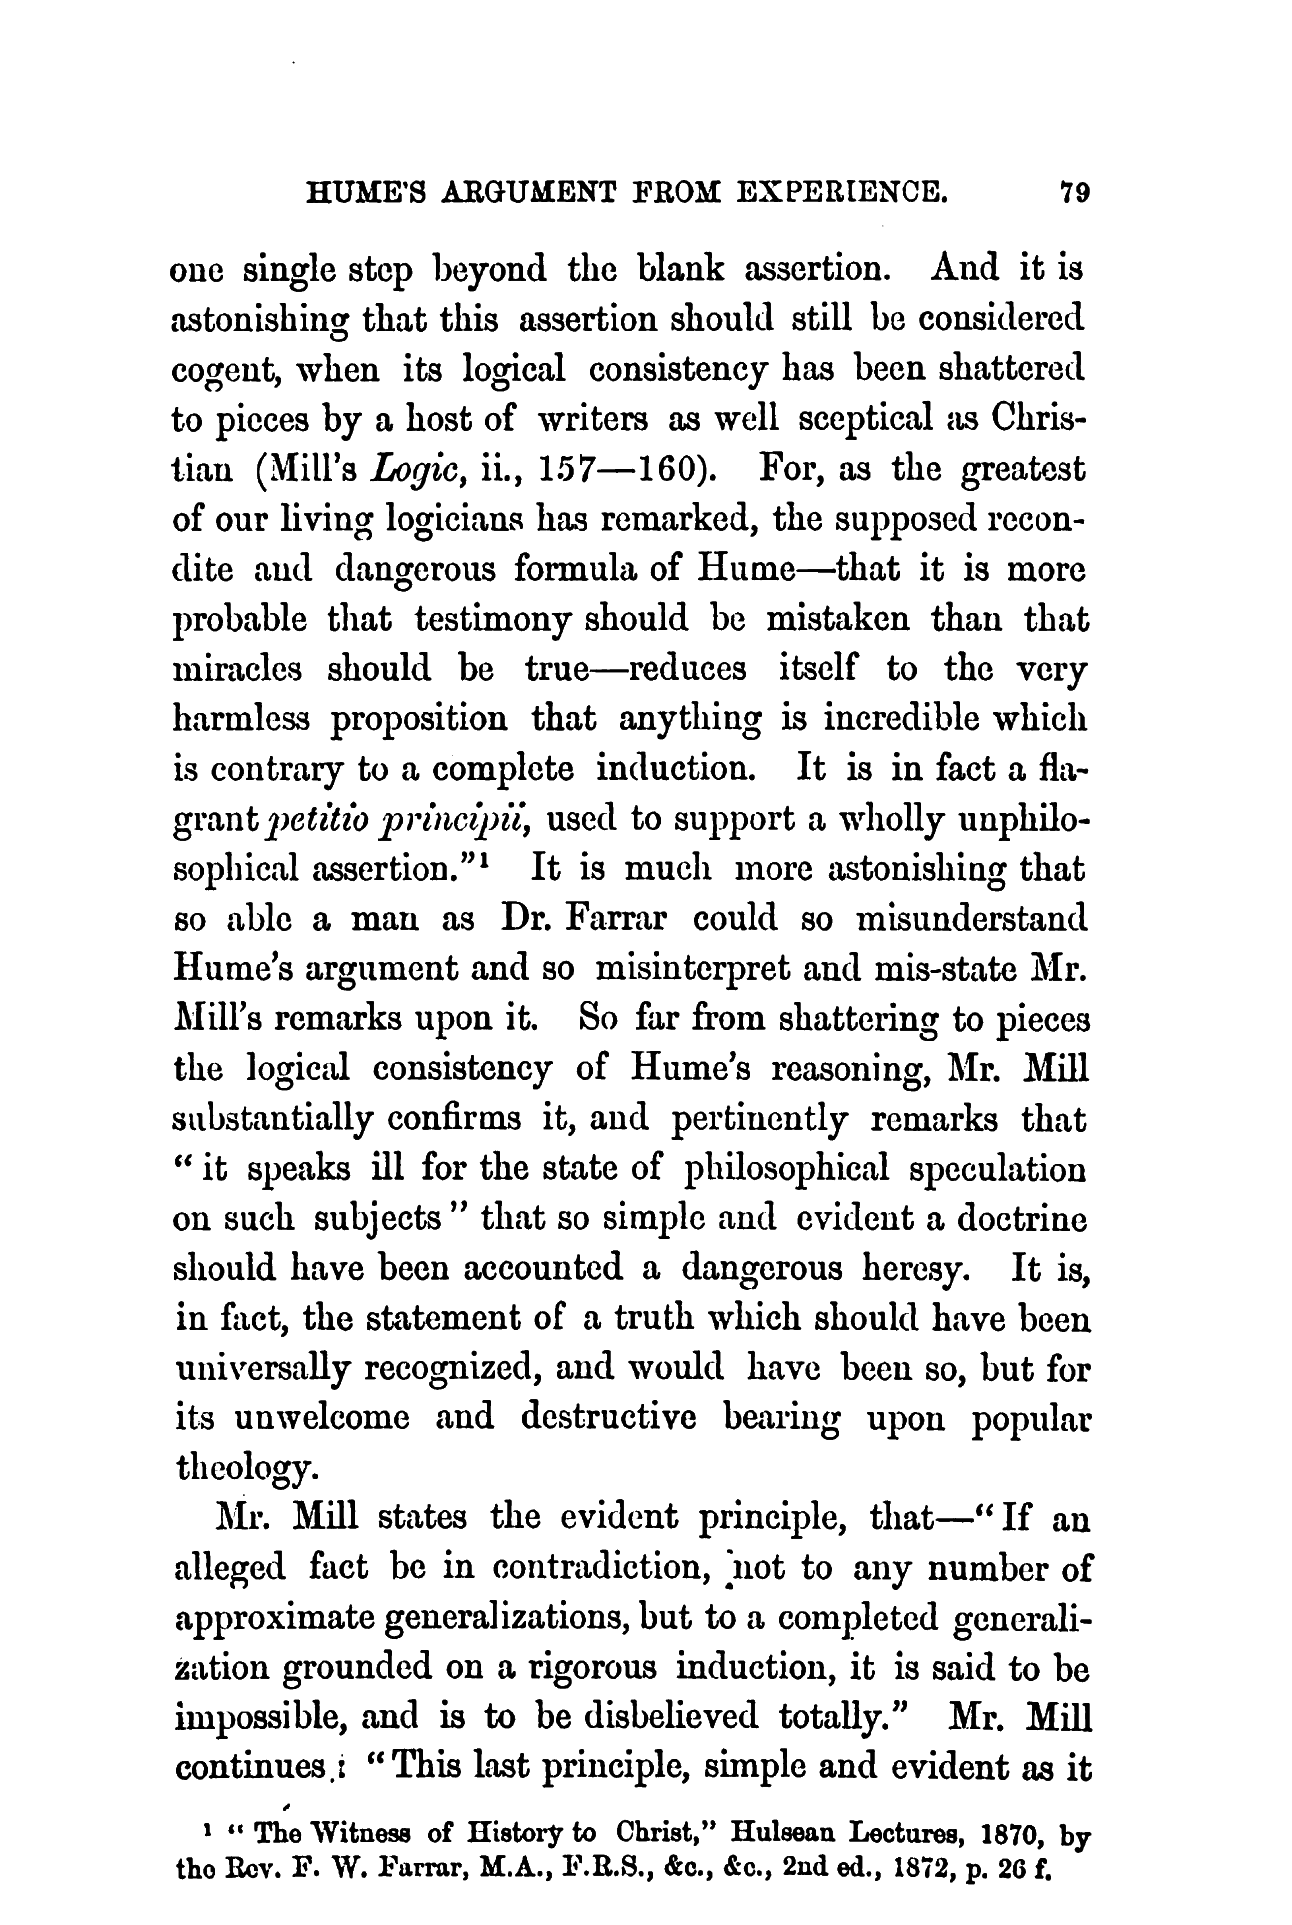 HUME'S ARGUMENT FROM EXPERIENCE. 79
one single step beyond the blank assertion. And it is
astonishing that this assertion should still be considered
cogent, when its logical consistency has been shattered
to pieces by a host of writers as well sceptical as Chris-
tian (Mill's Logic, ii., 157—160). For, as the greatest
of our living logicians has remarked, the supposed recon-
dite and dangerous formula of Hume—that it is more
probable that testimony should be mistaken than that
miracles should be true—reduces itself to the very
harmless proposition that anything is incredible which
is contrary to a complete induction. It is in fact a fla-
grant petitio principii, used to support a wholly unphilo-
sophical assertion."¹ It is much more astonishing that
so able a man as Dr. Farrar could so misunderstand
Hume's argument and so misinterpret and mis-state Mr.
Mill's remarks upon it. So far from shattering to pieces
the logical consistency of Hume's reasoning, Mr. Mill
substantially confirms it, and pertinently remarks that
"it speaks ill for the state of philosophical speculation
on such subjects" that so simple and evident a doctrine
should have been accounted a dangerous heresy. It is,
in fact, the statement of a truth which should have been
universally recognized, and would have been so, but for
its unwelcome and destructive bearing upon popular
theology.
Mr. Mill states the evident principle, that—"If an
alleged fact be in contradiction, not to any number of
approximate generalizations, but to a completed generali-
zation grounded on a rigorous induction, it is said to be
impossible, and is to be disbelieved totally." Mr. Mill
continues: "This last principle, simple and evident as it
¹ "The Witness of History to Christ," Hulsean Lectures, 1870, by
the Rev. F. W. Farrar, M.A., F.R.S., &c., &c., 2nd ed., 1872, p. 26 f.